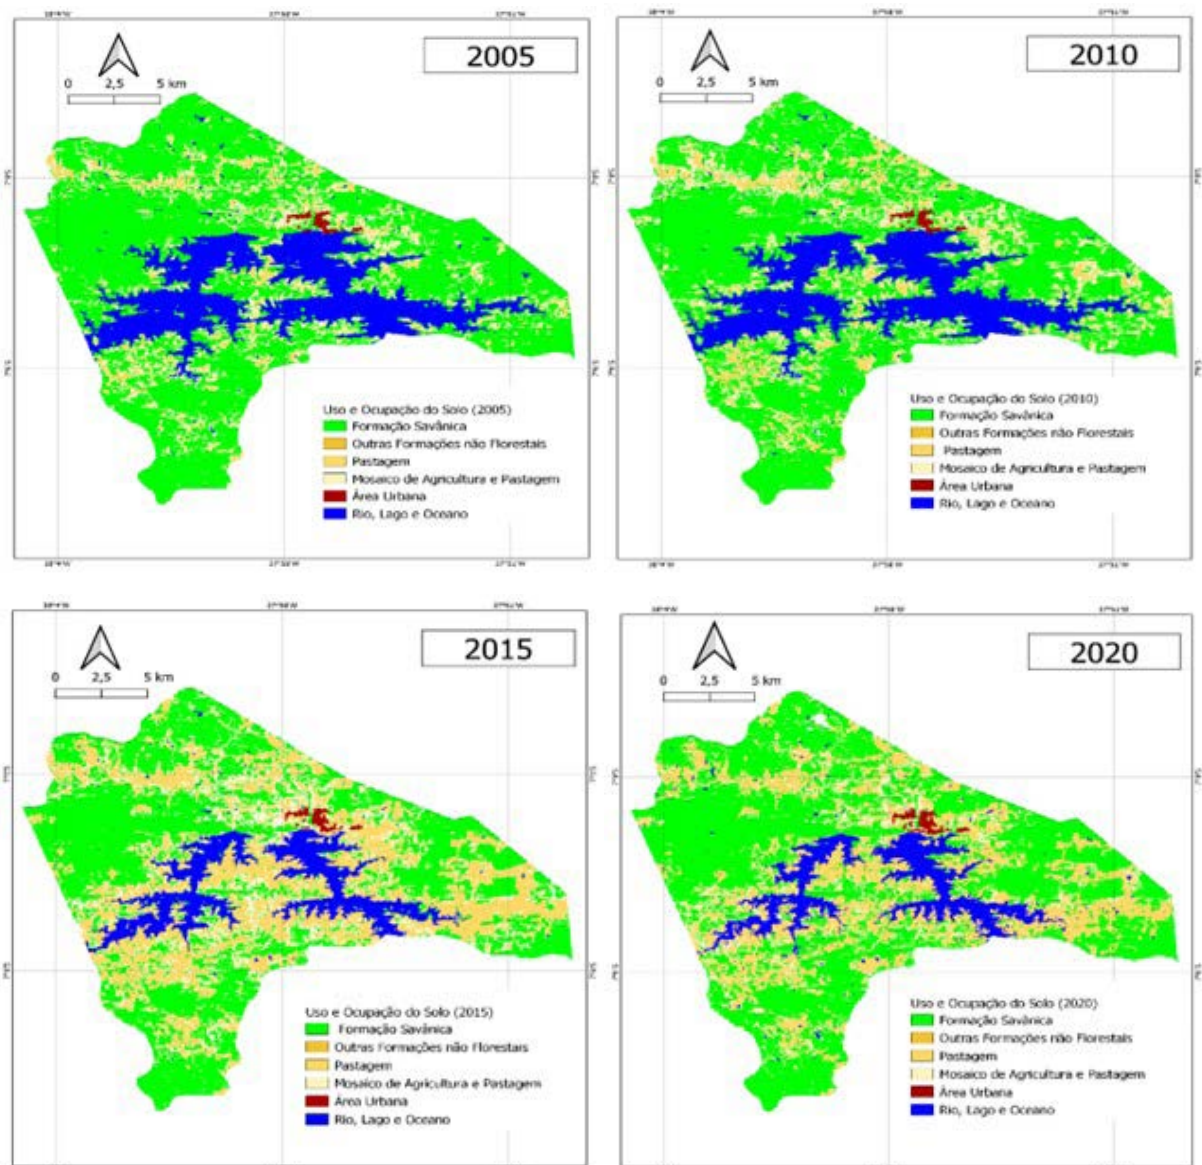 2005
0 2,5 5 km
Uso e Ocupação do Solo (2005)
Formação Savânica
Outras Formações não Florestais
Pastagem
Mosaico de Agricultura e Pastagem
Área Urbana
Rio, Lago e Oceano
2010
0 2,5 5 km
Uso e Ocupação do Solo (2010)
Formação Savânica
Outras Formações não Florestais
Pastagem
Mosaico de Agricultura e Pastagem
Área Urbana
Rio, Lago e Oceano
2015
0 2,5 5 km
Uso e Ocupação do Solo (2015)
Formação Savânica
Outras Formações não Florestais
Pastagem
Mosaico de Agricultura e Pastagem
Área Urbana
Rio, Lago e Oceano
2020
0 2,5 5 km
Uso e Ocupação do Solo (2020)
Formação Savânica
Outras Formações não Florestais
Pastagem
Mosaico de Agricultura e Pastagem
Área Urbana
Rio, Lago e Oceano